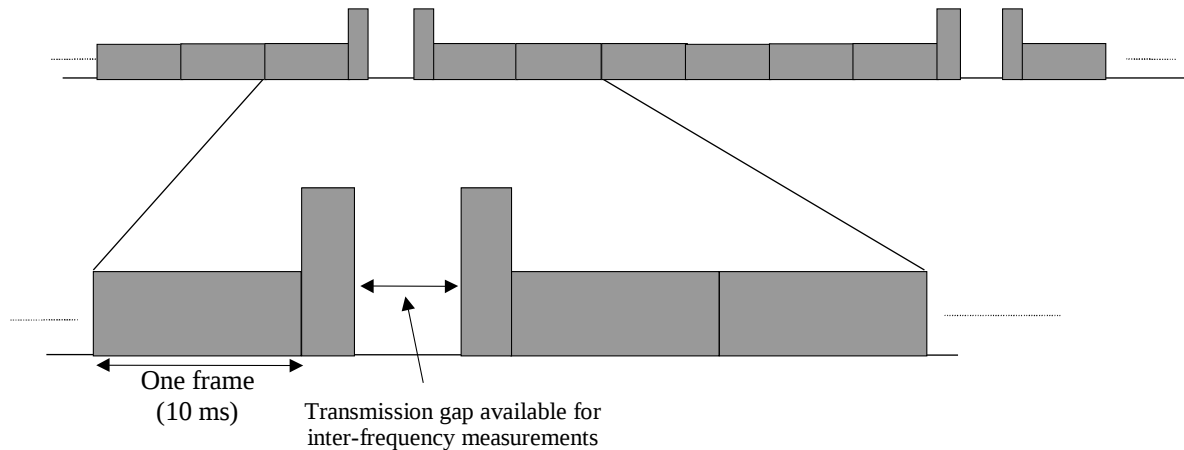 One frame
(10 ms)
Transmission gap available for
inter-frequency measurements